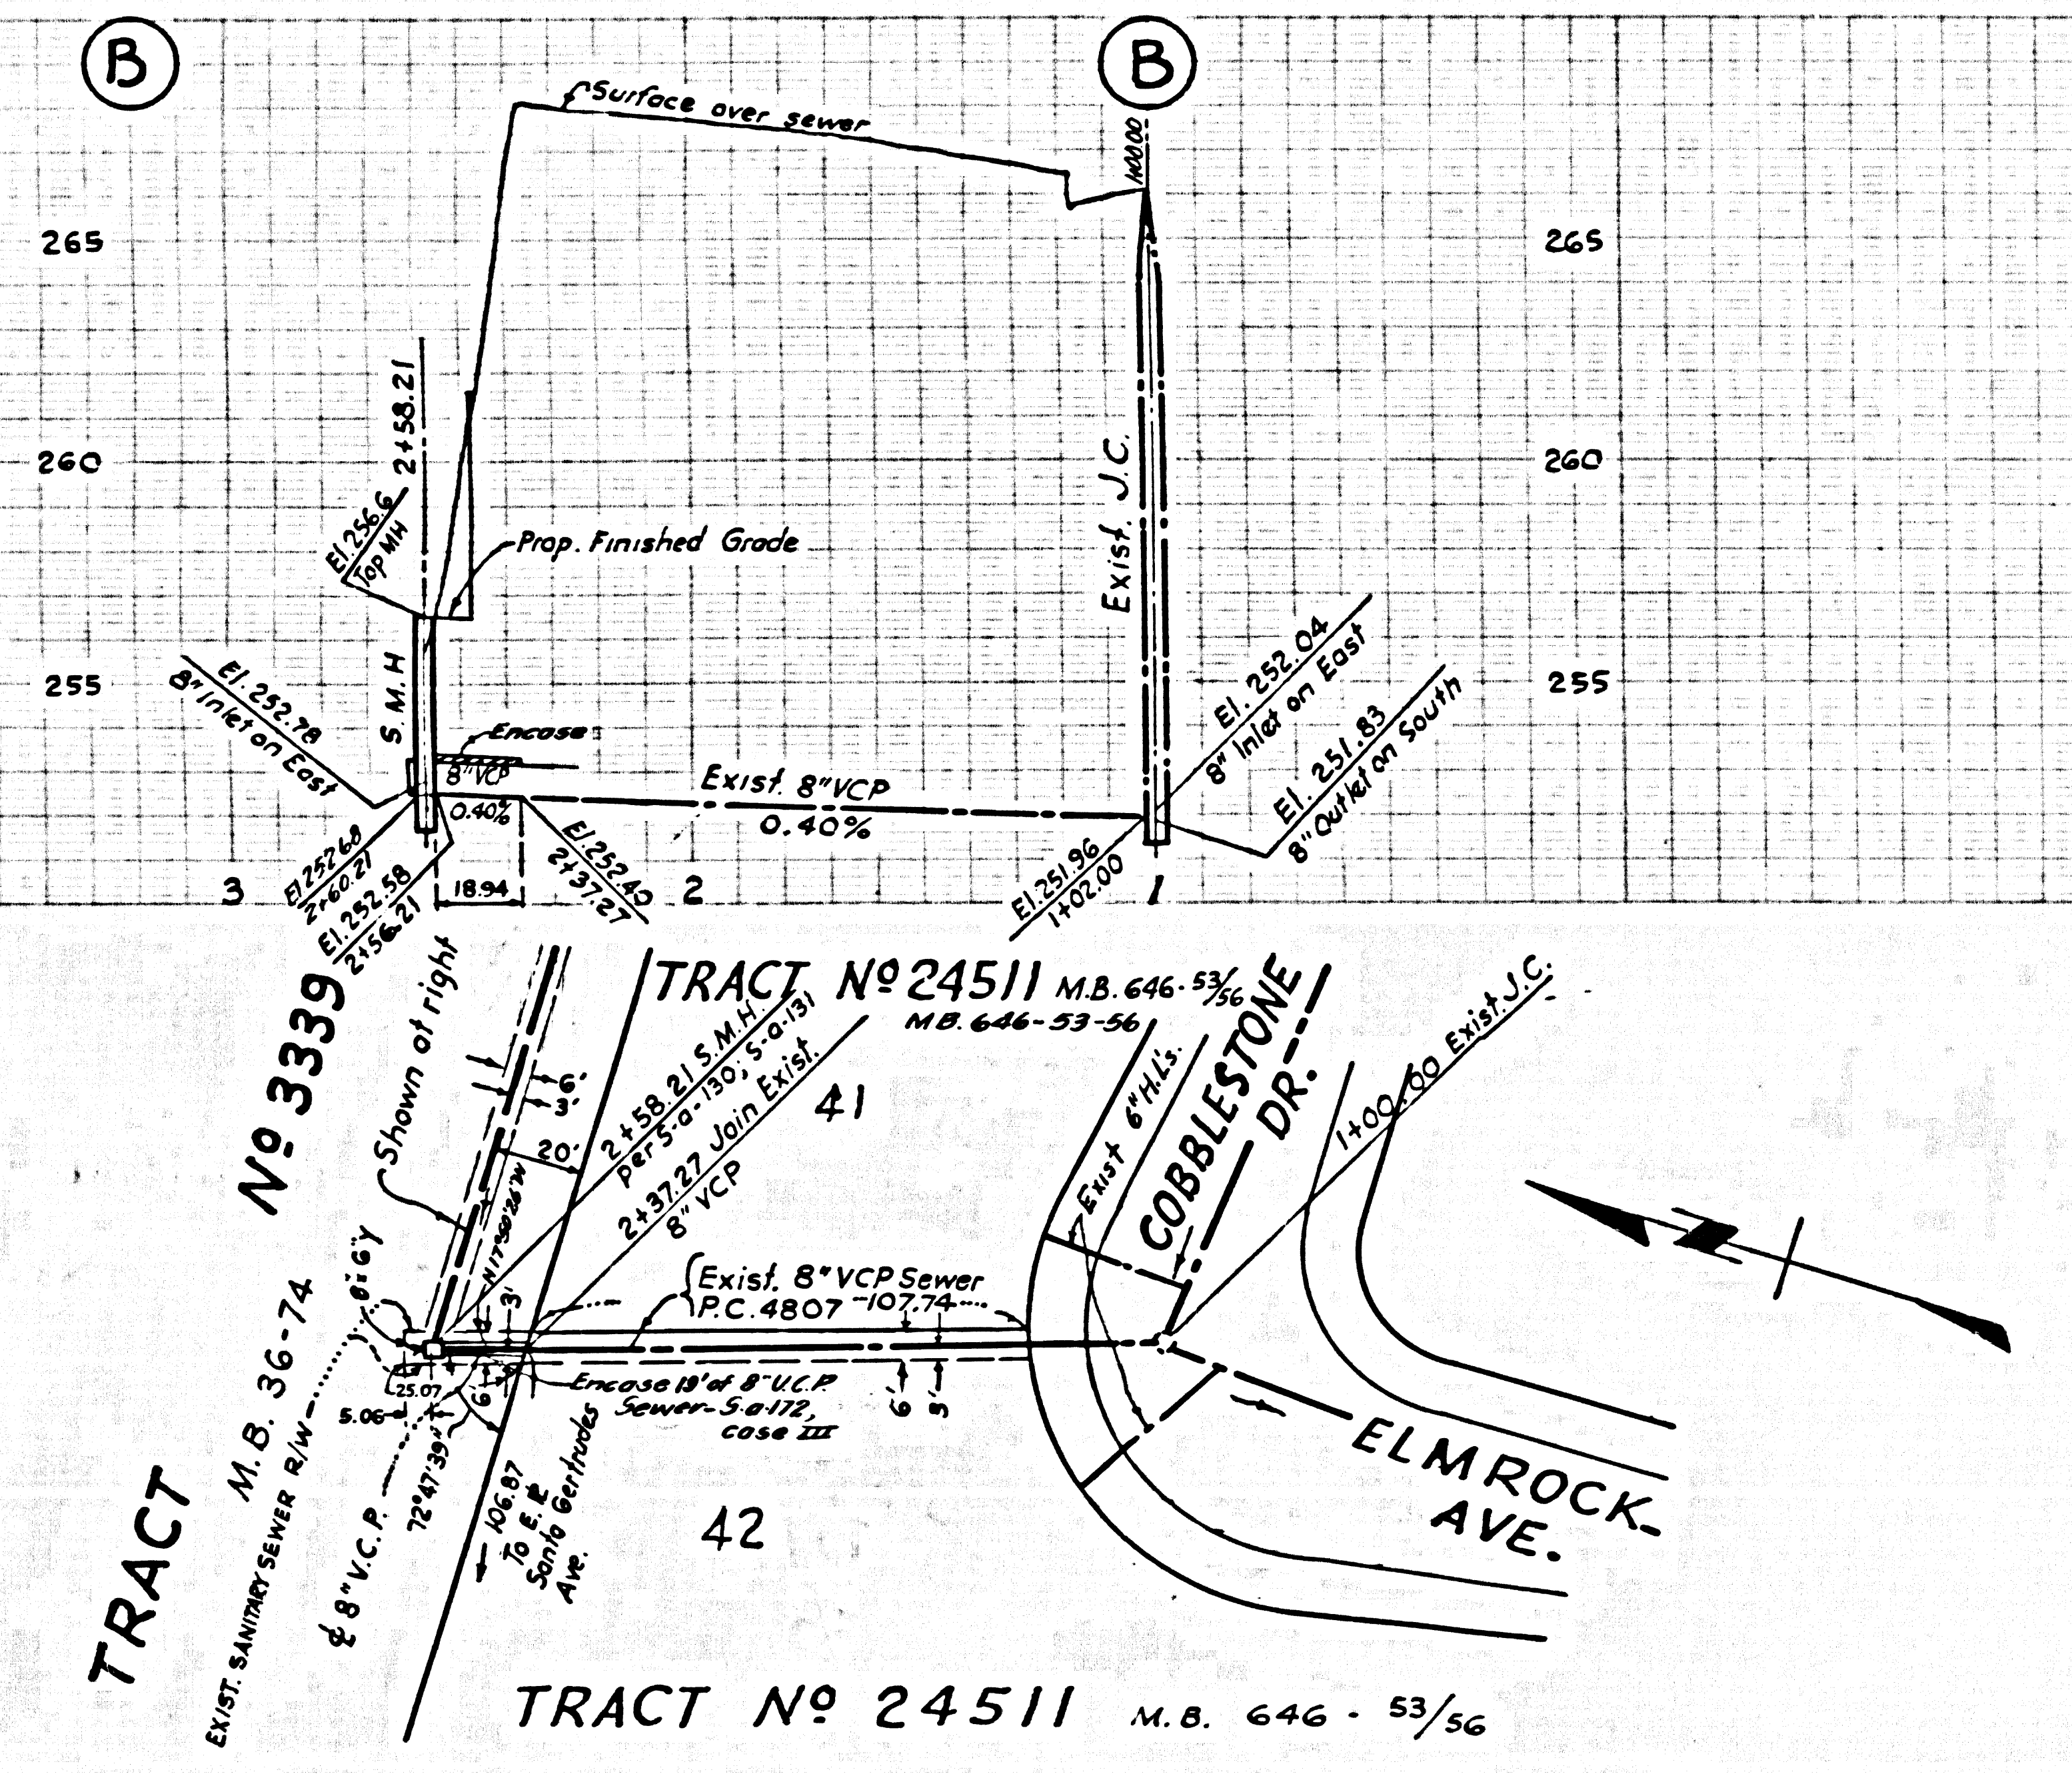 B
B
Surface over sewer
1+00.00
265
265
2+58.21
260
260
El. 256.6
Top MH
Prop. Finished Grade
Exist. J.C.
S.M.H
255
255
El. 252.78
8" Inlet on East
Encase
8" VCP
0.40%
Exist. 8" VCP
0.40%
El. 252.04
8" Inlet on East
El. 251.83
8" Outlet on South
El. 252.60
2+60.21
El. 252.58
2+56.21
18.94
El. 252.40
2+37.27
El. 251.96
1+02.00
3
2
1
TRACT Nº 24511 M.B. 646-53/56
M.B. 646-53-56
Nº 3339
Shown at right
6'
3'
20'
N17°50'26"W
2+58.21 S.M.H.
per S-a-130; S-a-131
2+37.27 Join Exist.
8" VCP
41
Exist 6" H.L's.
COBBLESTONE
DR.
1+00.00 Exist. J.C.
Exist. 8" VCP Sewer
P.C. 4807
107.74
3'
25.07
5.06
6'
Encase 19' of 8" V.C.P.
Sewer-S-a-172,
case III
6'
3'
72°47'39"
106.87
To E. ℞
Santa Gertrudes
Ave.
42
ELMROCK
AVE.
TRACT
M.B. 36-74
EXIST. SANITARY SEWER R/W
℄ 8" V.C.P.
N
TRACT Nº 24511 M.B. 646 - 53/56